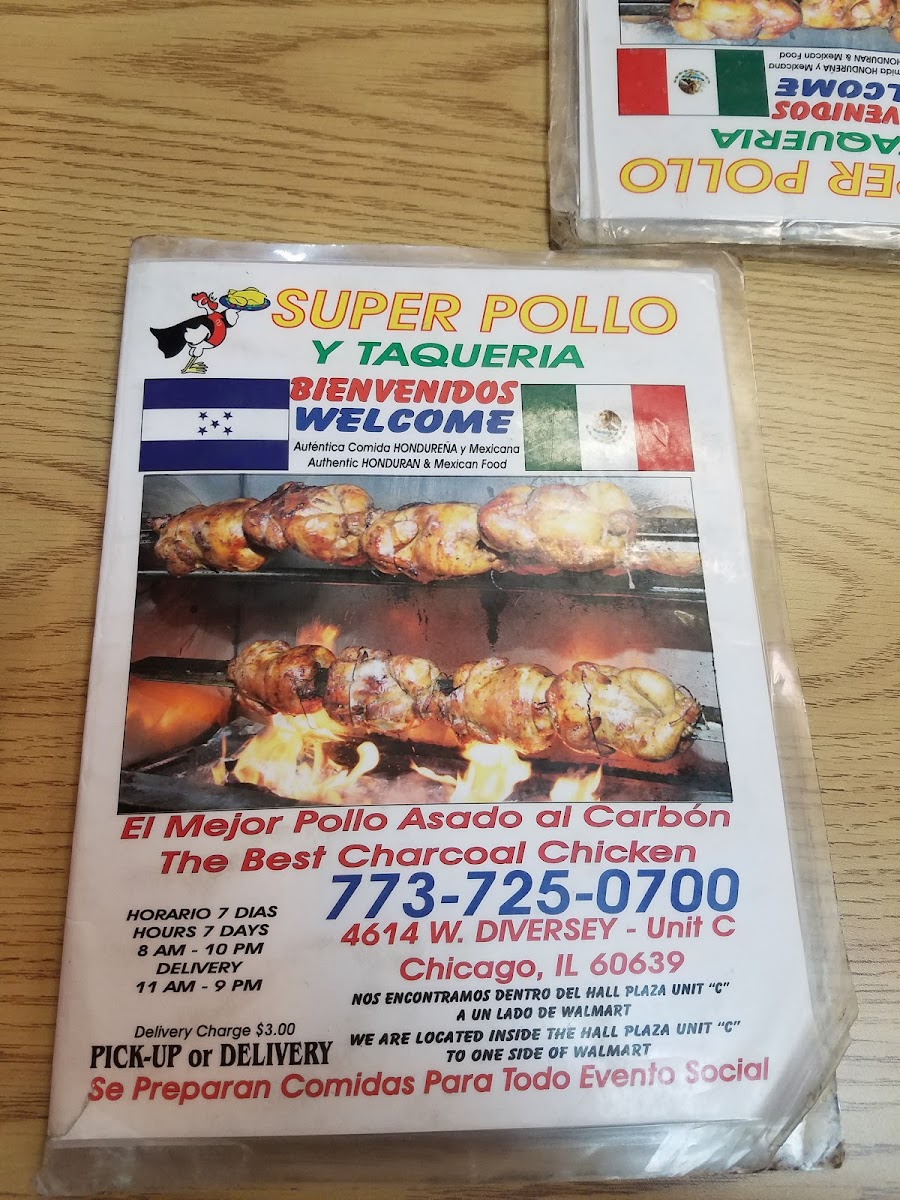 SUPER POLLO
Y TAQUERIA
BIENVENIDOS
WELCOME
Auténtica Comida HONDUREÑA y Mexicana
Authentic HONDURAN & Mexican Food
El Mejor Pollo Asado al Carbón
The Best Charcoal Chicken
773-725-0700
4614 W. DIVERSEY - Unit C
Chicago, IL 60639
HORARIO 7 DIAS
HOURS 7 DAYS
8 AM - 10 PM
DELIVERY
11 AM - 9 PM
NOS ENCONTRAMOS DENTRO DEL HALL PLAZA UNIT "C"
A UN LADO DE WALMART
WE ARE LOCATED INSIDE THE HALL PLAZA UNIT "C"
TO ONE SIDE OF WALMART
Delivery Charge $3.00
PICK-UP or DELIVERY
Se Preparan Comidas Para Todo Evento Social
PER POLLO
TAQUERIA
VENIDOS
LCOME
mida HONDUREÑA y Mexicana
HONDURAN & Mexican Food